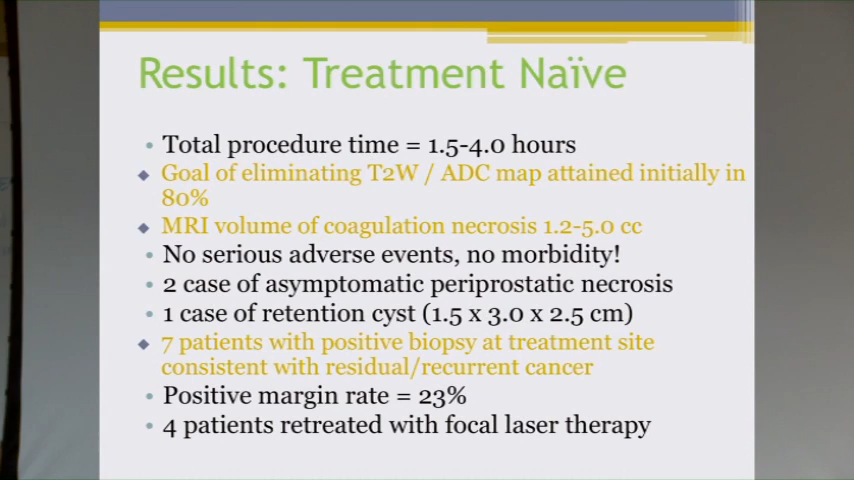 Results: Treatment Naïve
• Total procedure time = 1.5-4.0 hours
◆ Goal of eliminating T2W / ADC map attained initially in
80%
◆ MRI volume of coagulation necrosis 1.2-5.0 cc
• No serious adverse events, no morbidity!
• 2 case of asymptomatic periprostatic necrosis
• 1 case of retention cyst (1.5 x 3.0 x 2.5 cm)
◆ 7 patients with positive biopsy at treatment site
consistent with residual/recurrent cancer
• Positive margin rate = 23%
• 4 patients retreated with focal laser therapy